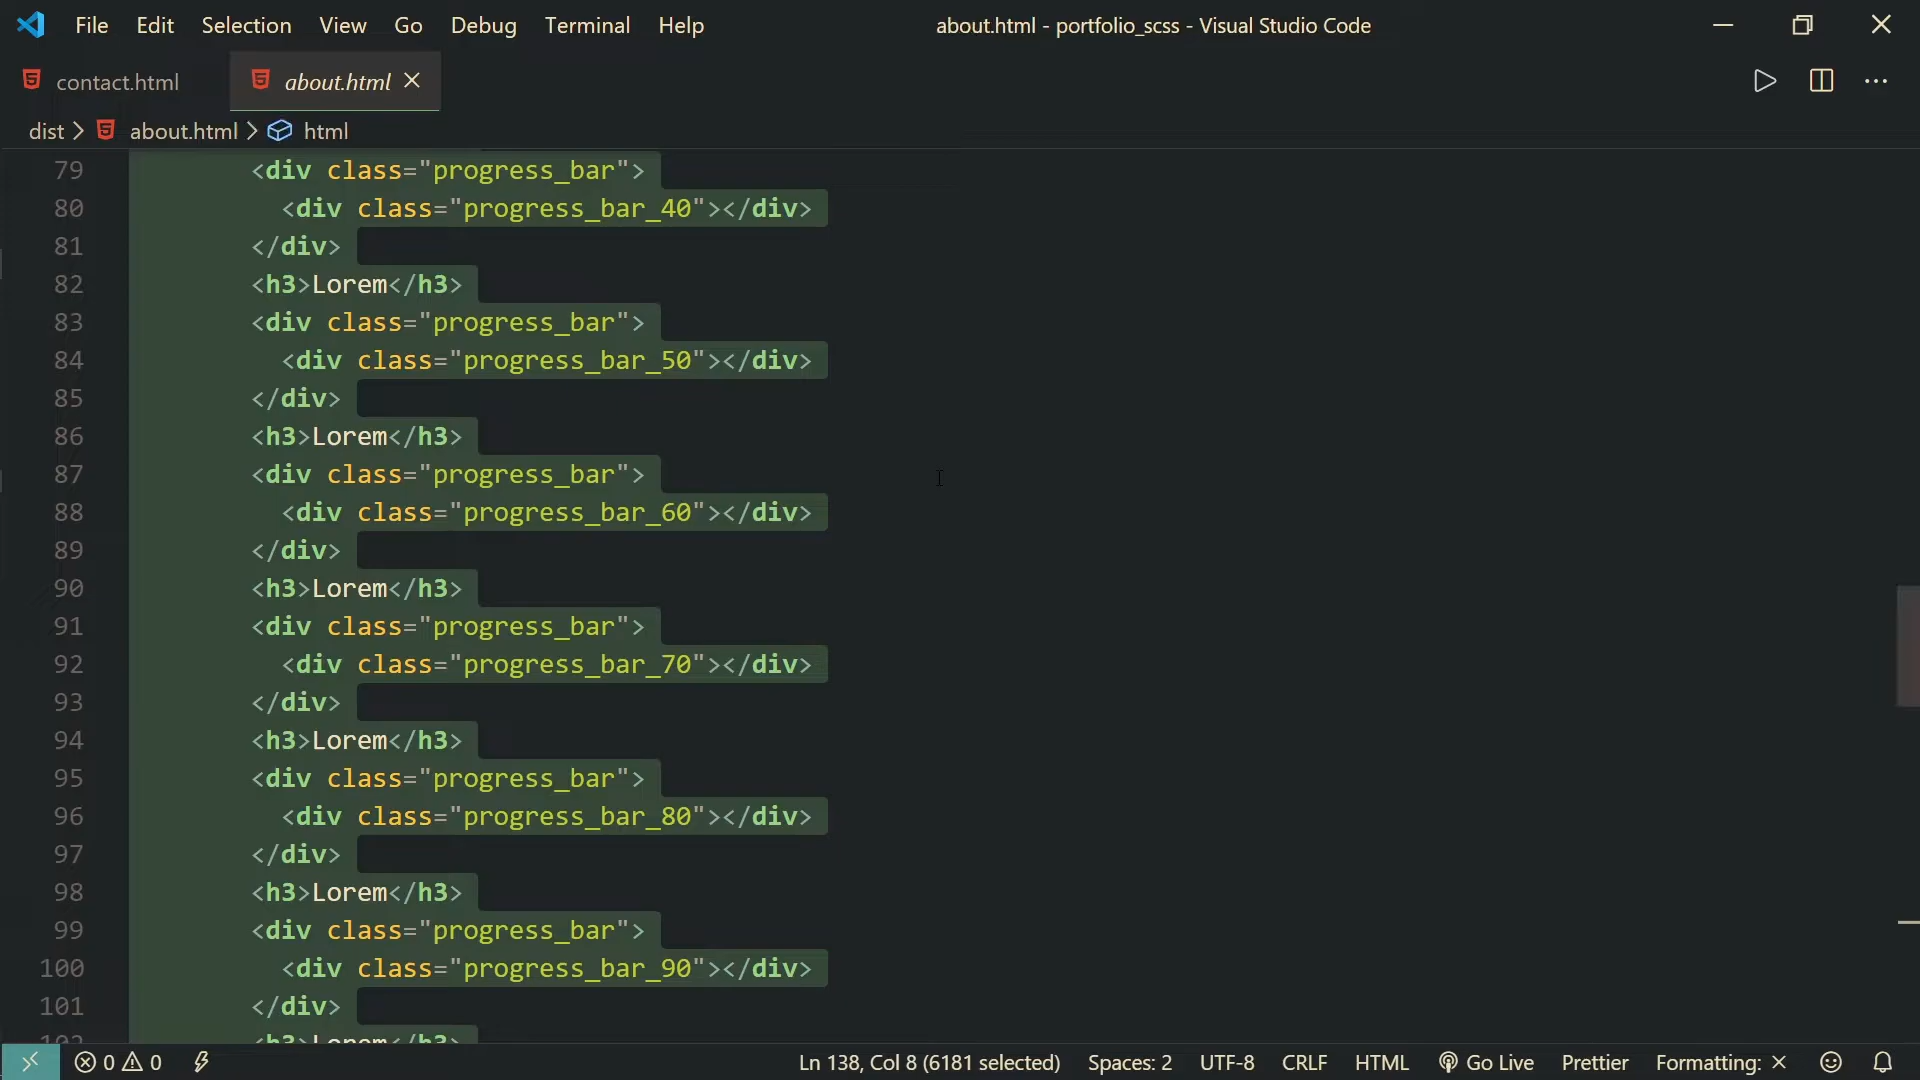 File Edit Selection View Go Debug Terminal Help about.html - portfolio_scss - Visual Studio Code
contact.html about.html
dist > about.html > html
79 <div class="progress_bar">
80 <div class="progress_bar_40"></div>
81 </div>
82 <h3>Lorem</h3>
83 <div class="progress_bar">
84 <div class="progress_bar_50"></div>
85 </div>
86 <h3>Lorem</h3>
87 <div class="progress_bar">
88 <div class="progress_bar_60"></div>
89 </div>
90 <h3>Lorem</h3>
91 <div class="progress_bar">
92 <div class="progress_bar_70"></div>
93 </div>
94 <h3>Lorem</h3>
95 <div class="progress_bar">
96 <div class="progress_bar_80"></div>
97 </div>
98 <h3>Lorem</h3>
99 <div class="progress_bar">
100 <div class="progress_bar_90"></div>
101 </div>
102 <h3>Lorem</h3>
0 0 Ln 138, Col 8 (6181 selected) Spaces: 2 UTF-8 CRLF HTML Go Live Prettier Formatting: ×